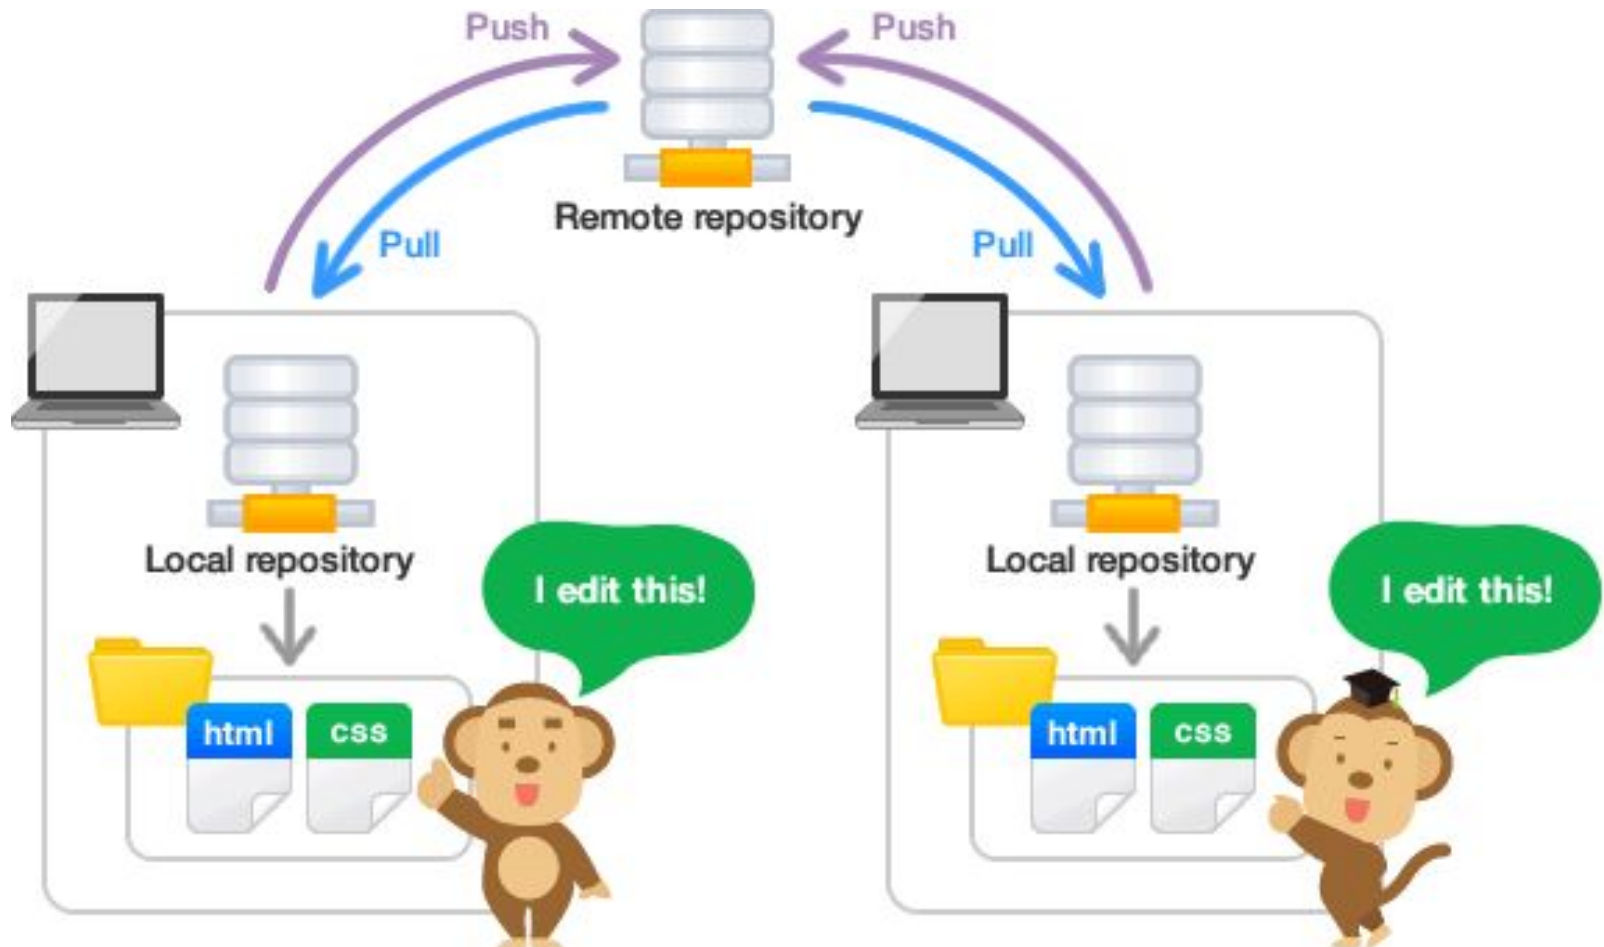 Push
Push
Remote repository
Pull
Pull
Local repository
Local repository
I edit this!
I edit this!
html
css
html
css